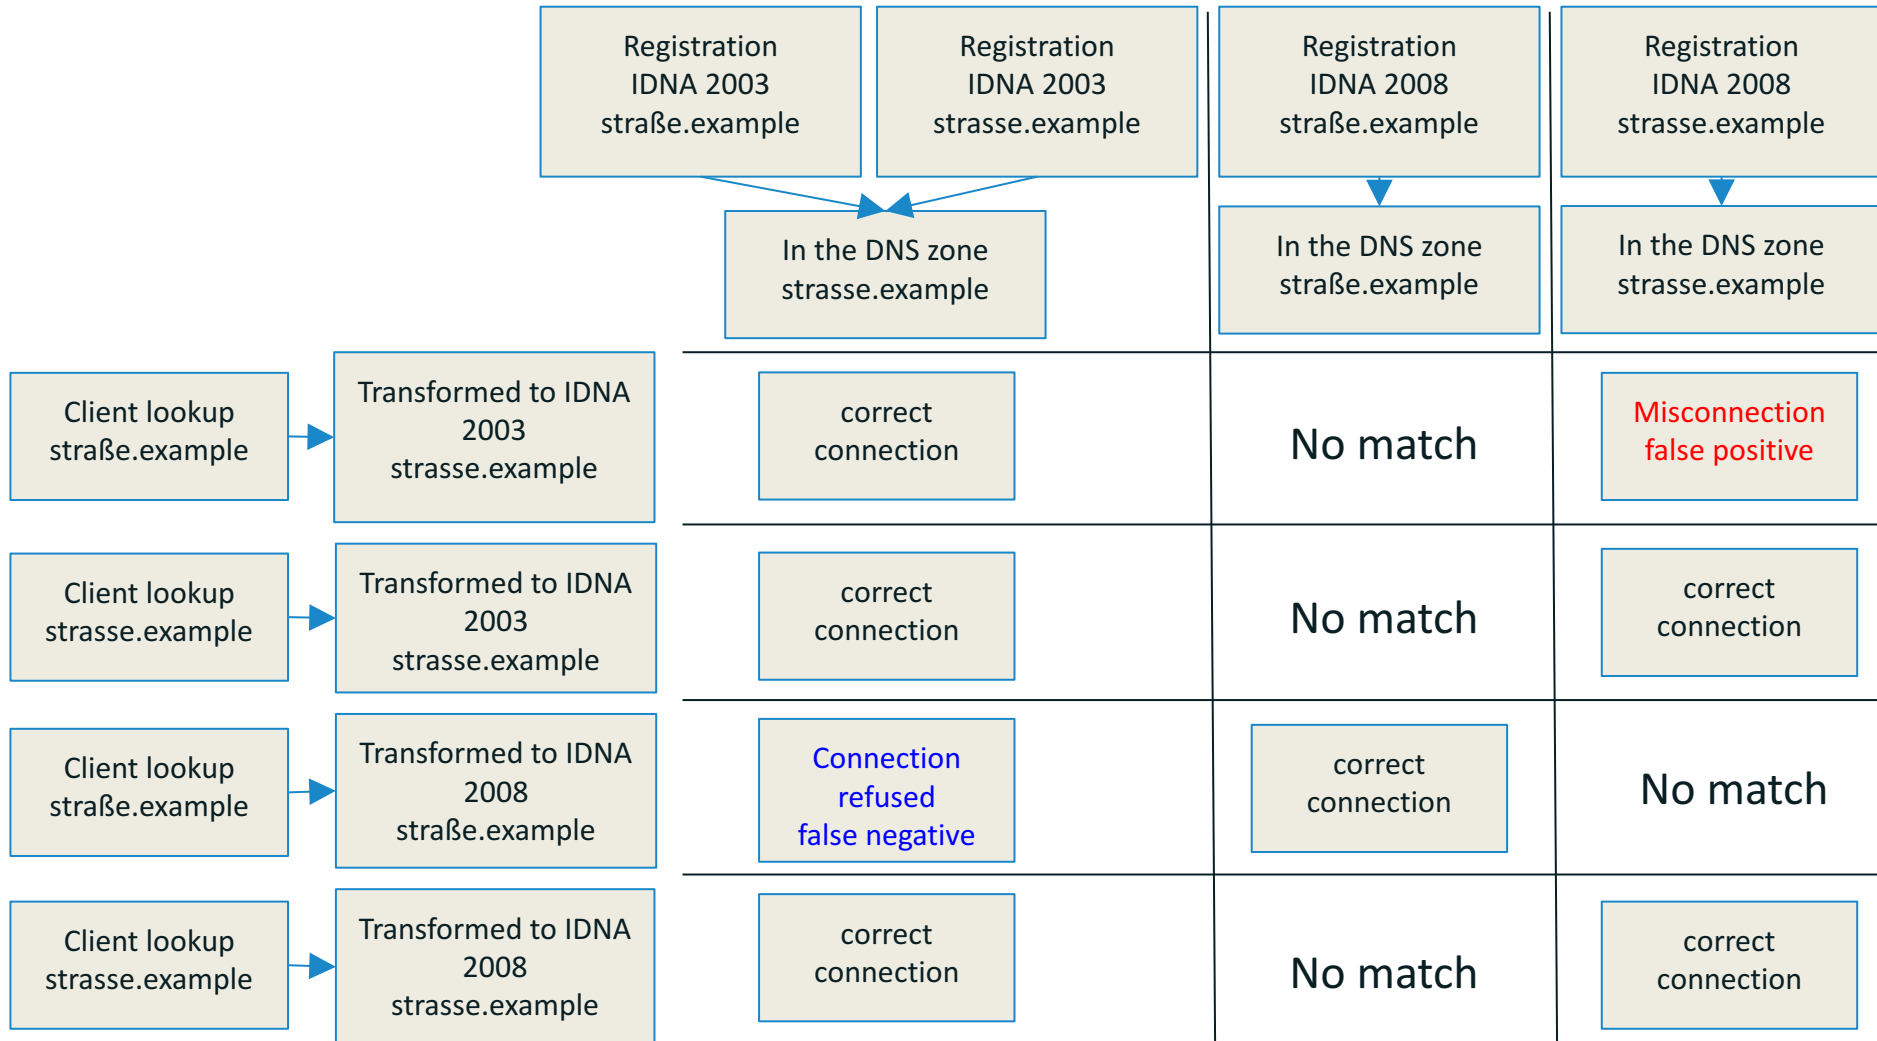 Registration
IDNA 2003
straße.example
Registration
IDNA 2003
strasse.example
Registration
IDNA 2008
straße.example
Registration
IDNA 2008
strasse.example
In the DNS zone
strasse.example
In the DNS zone
straße.example
In the DNS zone
strasse.example
Client lookup
straße.example
Transformed to IDNA
2003
strasse.example
correct
connection
No match
Misconnection
false positive
Client lookup
strasse.example
Transformed to IDNA
2003
strasse.example
correct
connection
No match
correct
connection
Client lookup
straße.example
Transformed to IDNA
2008
straße.example
Connection
refused
false negative
correct
connection
No match
Client lookup
strasse.example
Transformed to IDNA
2008
strasse.example
correct
connection
No match
correct
connection